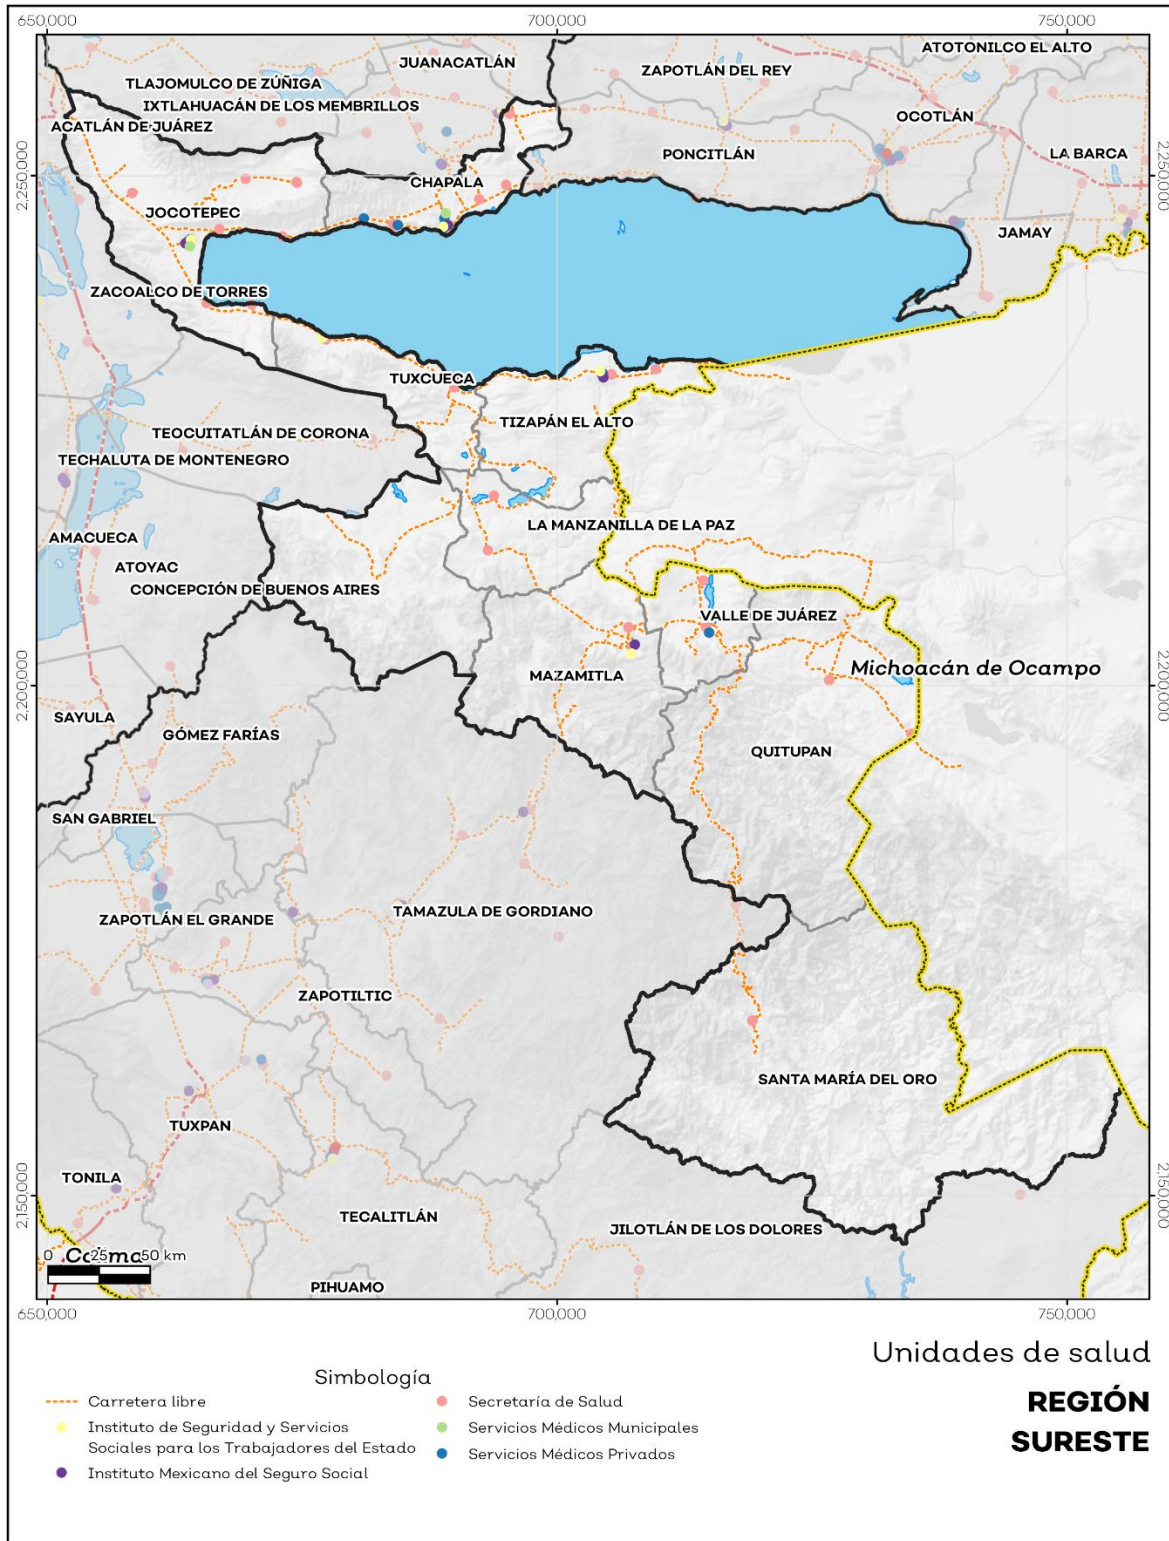 650,000
700,000
750,000
ATOTONILCO EL ALTO
JUANACATLÁN
ZAPOTLÁN DEL REY
TLAJOMULCO DE ZÚÑIGA
IXTLAHUACÁN DE LOS MEMBRILLOS
OCOTLÁN
ACATLÁN DE JUÁREZ
PONCITLÁN
LA BARCA
2,250,000
2,250,000
CHAPALA
JOCOTEPEC
JAMAY
ZACOALCO DE TORRES
TUXCUECA
TIZAPÁN EL ALTO
TEOCUITATLÁN DE CORONA
TECHALUTA DE MONTENEGRO
LA MANZANILLA DE LA PAZ
AMACUECA
ATOYAC
CONCEPCIÓN DE BUENOS AIRES
VALLE DE JUÁREZ
Michoacán de Ocampo
MAZAMITLA
2,200,000
2,200,000
SAYULA
GÓMEZ FARÍAS
QUITUPAN
SAN GABRIEL
TAMAZULA DE GORDIANO
ZAPOTLÁN EL GRANDE
ZAPOTILTIC
SANTA MARÍA DEL ORO
TUXPAN
TONILA
2,150,000
2,150,000
TECALITLÁN
JILOTLÁN DE LOS DOLORES
0 25 50 km
PIHUAMO
650,000
700,000
750,000
Unidades de salud
REGIÓN
SURESTE
Simbología
Carretera libre
Instituto de Seguridad y Servicios
Sociales para los Trabajadores del Estado
Instituto Mexicano del Seguro Social
Secretaría de Salud
Servicios Médicos Municipales
Servicios Médicos Privados